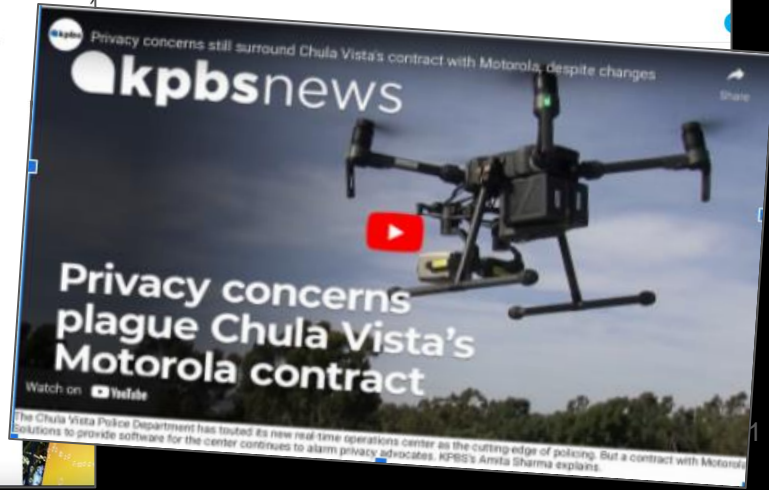 kpbs
Privacy concerns still surround Chula Vista's contract with Motorola, despite changes
Share
kpbsnews
Privacy concerns
plague Chula Vista's
Motorola contract
Watch on YouTube
The Chula Vista Police Department has touted its new real-time operations center as the cutting-edge of policing. But a contract with Motorola
Solutions to provide software for the center continues to alarm privacy advocates. KPBS's Amita Sharma explains.